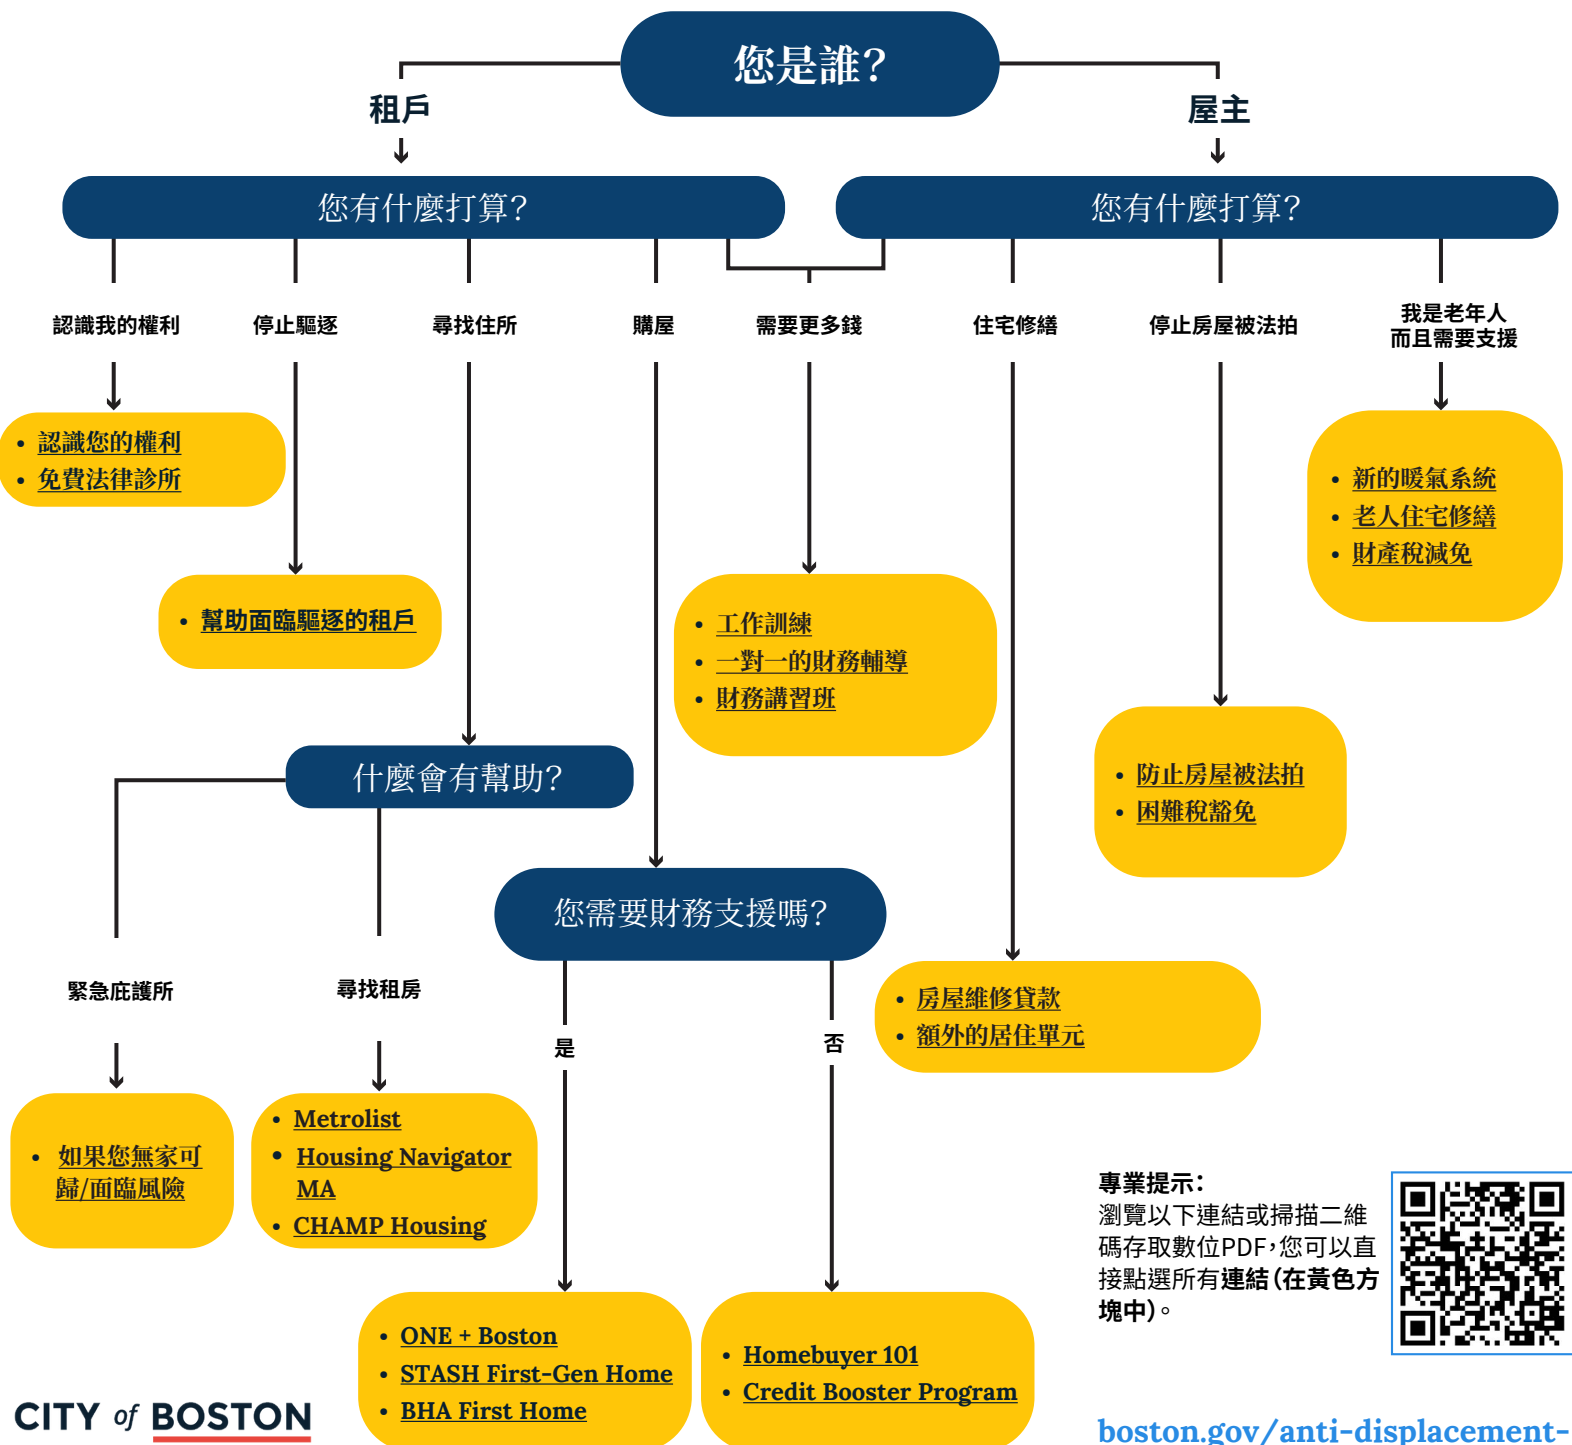 您是誰？
租戶
屋主
您有什麼打算？
您有什麼打算？
認識我的權利
停止驅逐
尋找住所
購屋
需要更多錢
住宅修繕
停止房屋被法拍
我是老年人
而且需要支援
• 認識您的權利
• 免費法律診所
• 新的暖氣系統
• 老人住宅修繕
• 財產稅減免
• 幫助面臨驅逐的租戶
• 工作訓練
• 一對一的財務輔導
• 財務講習班
• 防止房屋被法拍
• 困難稅豁免
什麼會有幫助？
您需要財務支援嗎？
緊急庇護所
尋找租房
是
否
• 房屋維修貸款
• 額外的居住單元
• 如果您無家可
歸/面臨風險
• Metrolist
• Housing Navigator
MA
• CHAMP Housing
• ONE + Boston
• STASH First-Gen Home
• BHA First Home
• Homebuyer 101
• Credit Booster Program
專業提示：
瀏覽以下連結或掃描二維
碼存取數位PDF，您可以直
接點選所有連結（在黃色方
塊中）。
CITY of BOSTON
boston.gov/anti-displacement-